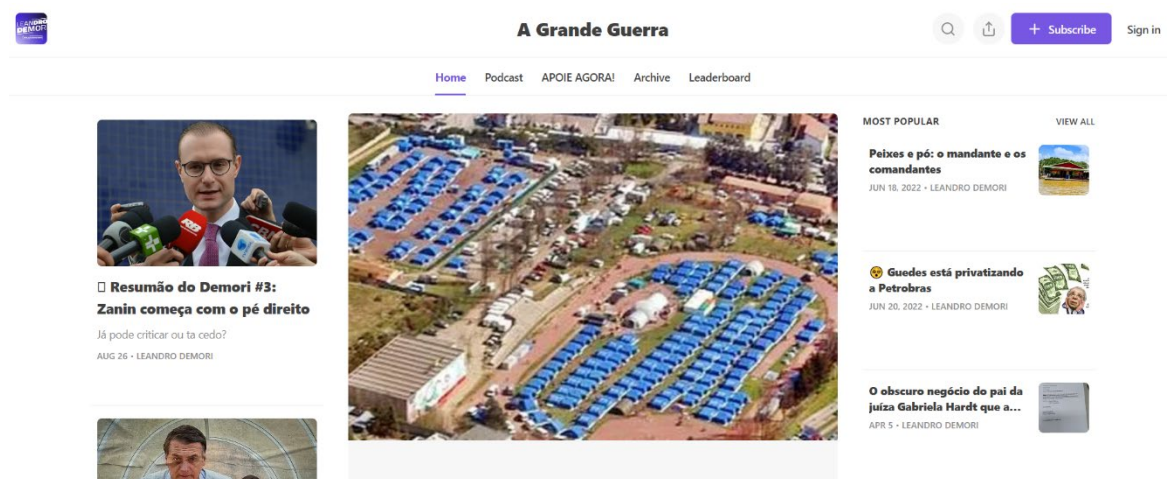 LEANDRO
DEMORI
A Grande Guerra
+ Subscribe
Sign in
Home
Podcast
APOIE AGORA!
Archive
Leaderboard
RB
▯ Resumão do Demori #3:
Zanin começa com o pé direito
Já pode criticar ou ta cedo?
AUG 26 • LEANDRO DEMORI
MOST POPULAR
VIEW ALL
Peixes e pó: o mandante e os
comandantes
JUN 18, 2022 • LEANDRO DEMORI
☢️ Guedes está privatizando
a Petrobras
JUN 20, 2022 • LEANDRO DEMORI
O obscuro negócio do pai da
juíza Gabriela Hardt que a...
APR 5 • LEANDRO DEMORI